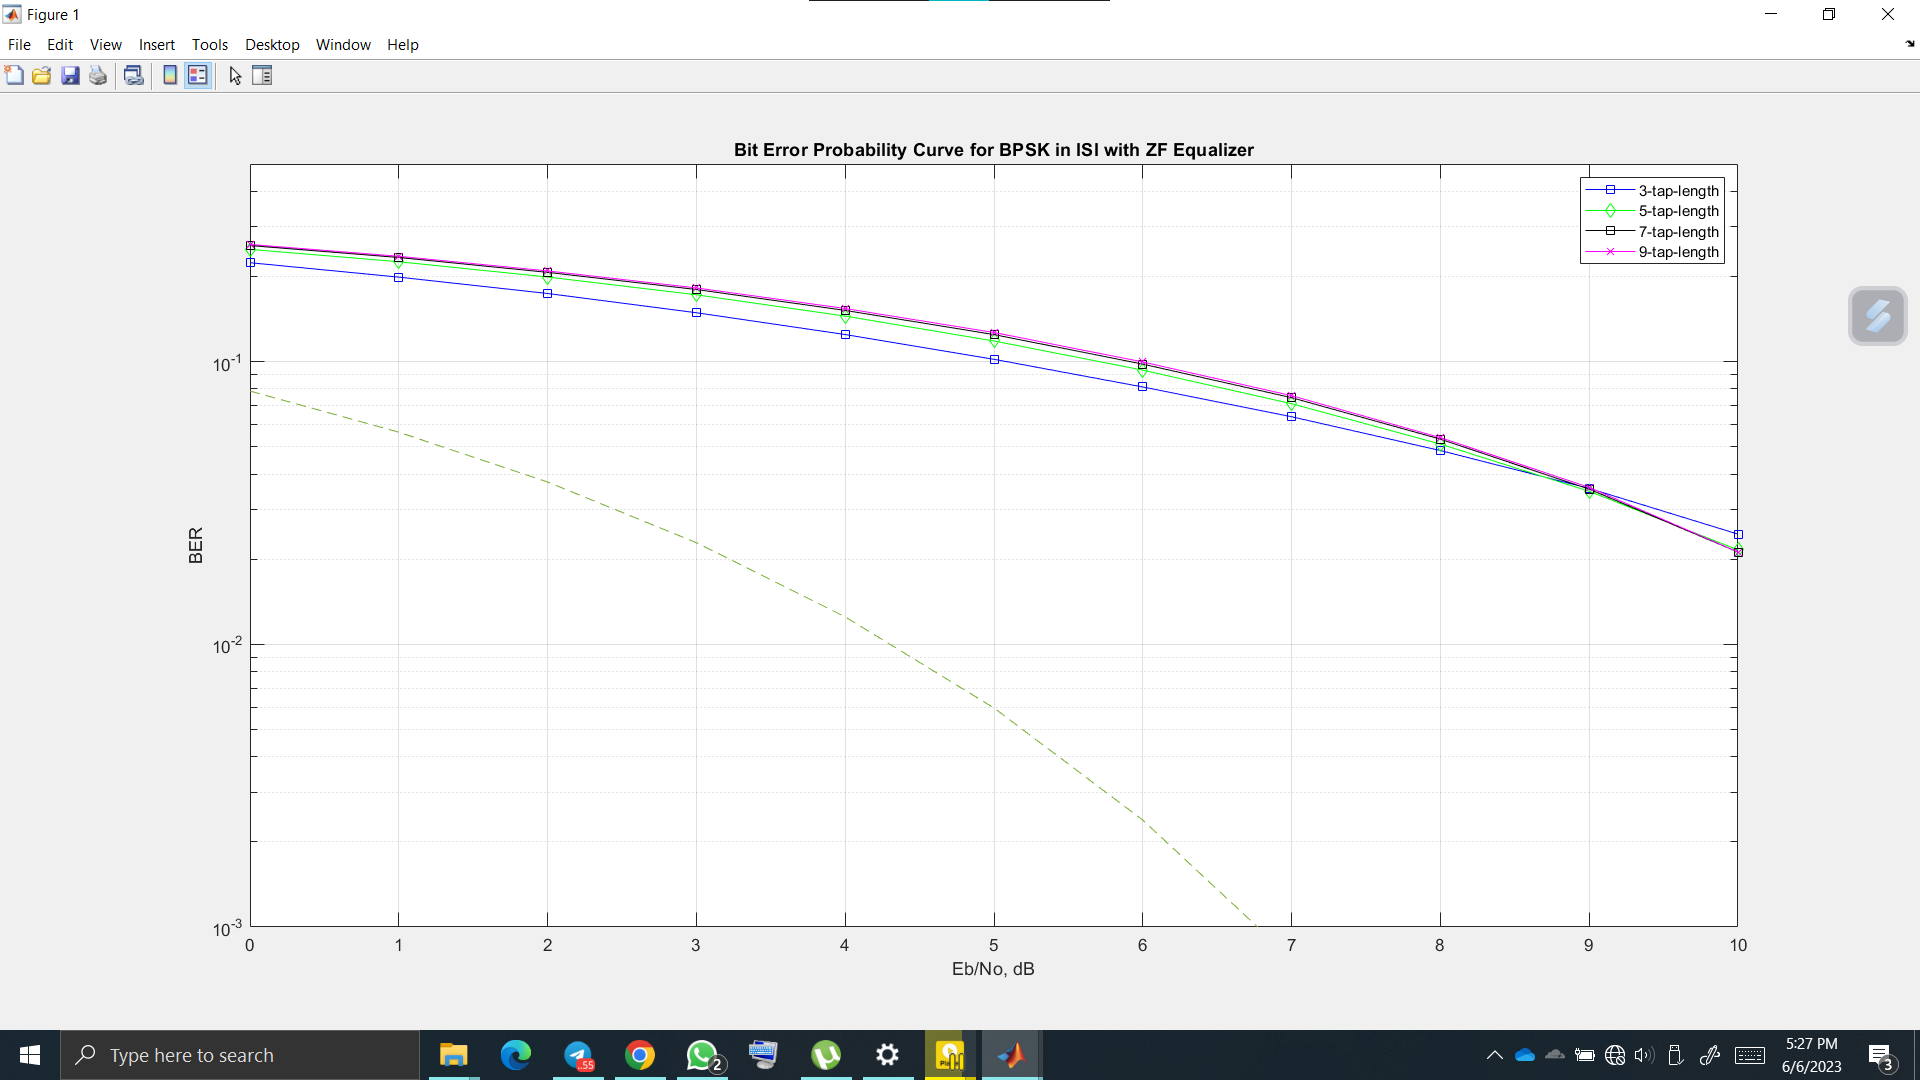 Figure 1
File Edit View Insert Tools Desktop Window Help
Bit Error Probability Curve for BPSK in ISI with ZF Equalizer
3-tap-length
5-tap-length
7-tap-length
9-tap-length
10-1
BER
10-2
10-3
0 1 2 3 4 5 6 7 8 9 10
Eb/No, dB
Type here to search
..55
2
5:27 PM
6/6/2023
3